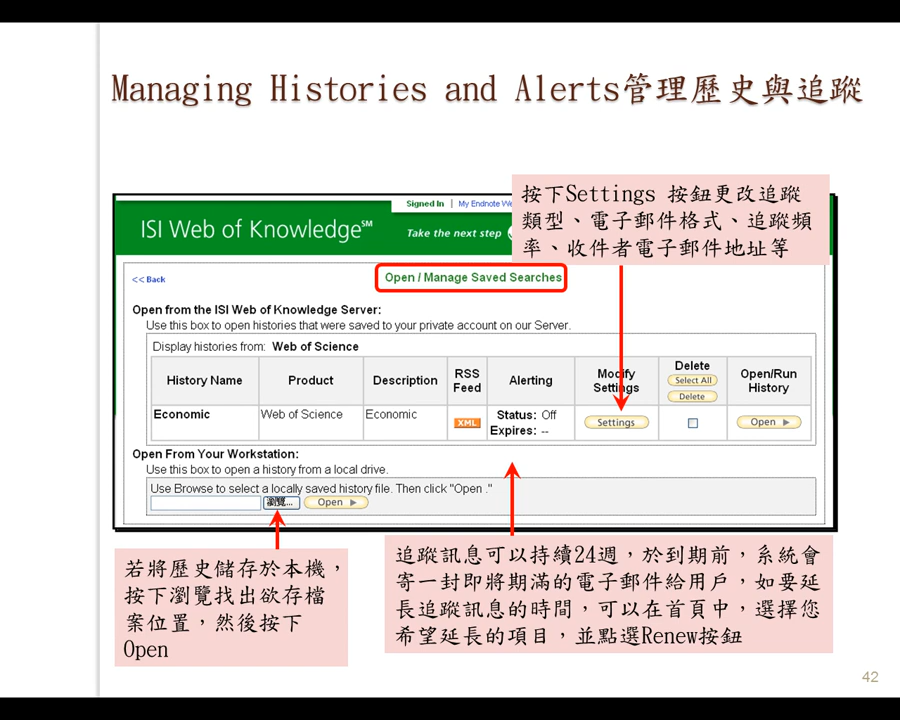 Managing Histories and Alerts管理歷史與追蹤
按下Settings 按鈕更改追蹤
類型、電子郵件格式、追蹤頻
率、收件者電子郵件地址等
Signed In | My Endnote We
ISI Web of Knowledge℠
Take the next step
<< Back
Open / Manage Saved Searches
Open from the ISI Web of Knowledge Server:
Use this box to open histories that were saved to your private account on our Server.
Display histories from: Web of Science
History Name
Product
Description
RSS
Feed
Alerting
Modify
Settings
Delete
Select All
Delete
Open/Run
History
Economic
Web of Science
Economic
XML
Status: Off
Expires: --
Settings
Open
Open From Your Workstation:
Use this box to open a history from a local drive.
Use Browse to select a locally saved history file. Then click "Open ."
瀏覽...
Open
若將歷史儲存於本機，
按下瀏覽找出欲存檔
案位置，然後按下
Open
追蹤訊息可以持續24週，於到期前，系統會
寄一封即將期滿的電子郵件給用戶，如要延
長追蹤訊息的時間，可以在首頁中，選擇您
希望延長的項目，並點選Renew按鈕
42